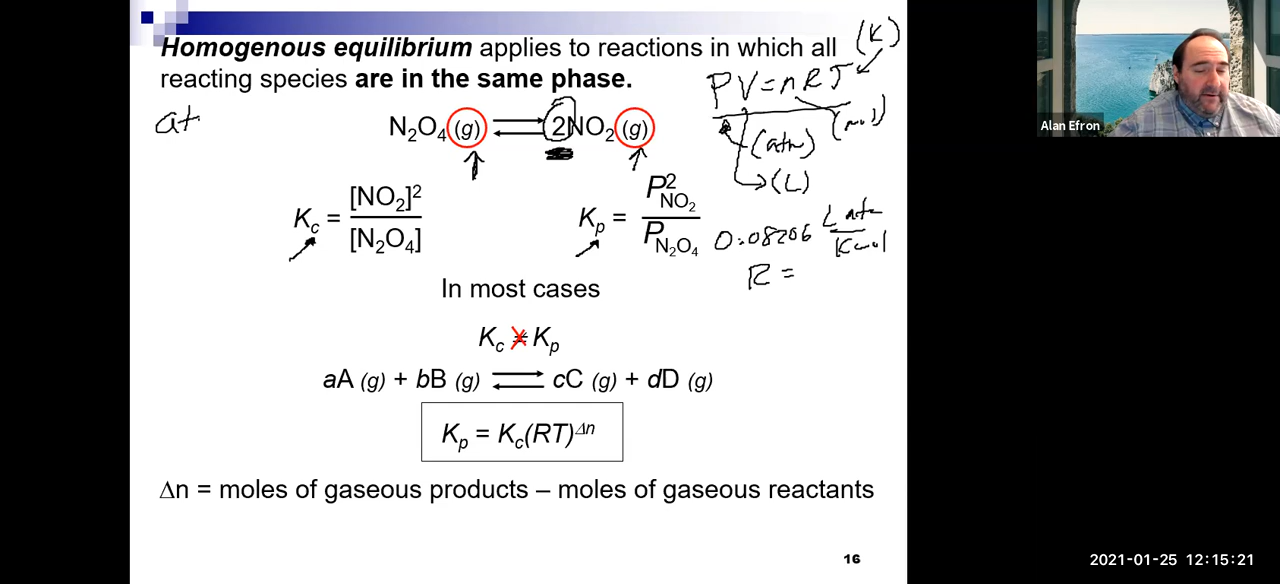 Homogenous equilibrium applies to reactions in which all
reacting species are in the same phase.
(K)
PV=nRT
at
N₂O₄ (g) ⇌ 2NO₂ (g)
(mol)
(atm)
(L)
Kc = [NO₂]² / [N₂O₄]
Kp = P²NO₂ / PN₂O₄
0.08206 L atm / K mol
R =
In most cases
Kc ≠ Kp
aA (g) + bB (g) ⇌ cC (g) + dD (g)
Kp = Kc(RT)^Δn
Δn = moles of gaseous products – moles of gaseous reactants
16
Alan Efron
2021-01-25 12:15:21